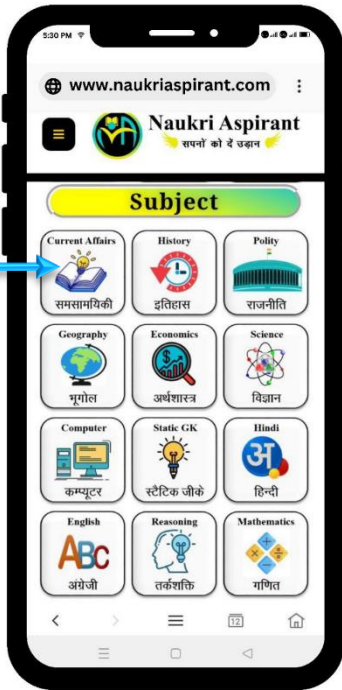 5:30 PM
www.naukriaspirant.com
Naukri Aspirant
सपनों को दें उड़ान
Subject
Current Affairs
समसामयिकी
History
इतिहास
Polity
राजनीति
Geography
भूगोल
Economics
अर्थशास्त्र
Science
विज्ञान
Computer
कम्प्यूटर
Static GK
स्टैटिक जीके
Hindi
अ
हिन्दी
English
ABC
अंग्रेजी
Reasoning
तर्कशक्ति
Mathematics
गणित
12